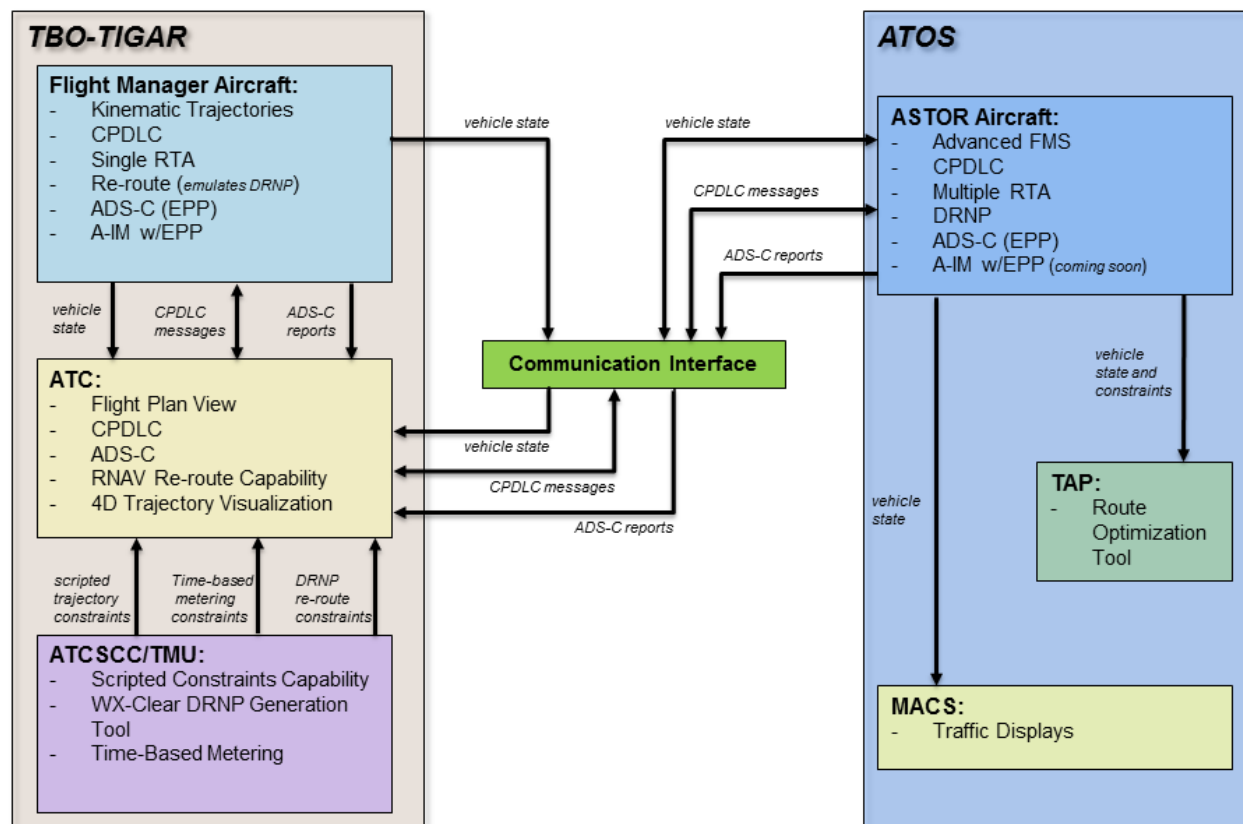 TBO-TIGAR
Flight Manager Aircraft:
- Kinematic Trajectories
- CPDLC
- Single RTA
- Re-route (emulates DRNP)
- ADS-C (EPP)
- A-IM w/EPP
vehicle
state
CPDLC
messages
ADS-C
reports
ATC:
- Flight Plan View
- CPDLC
- ADS-C
- RNAV Re-route Capability
- 4D Trajectory Visualization
scripted
trajectory
constraints
Time-based
metering
constraints
DRNP
re-route
constraints
ATCSCC/TMU:
- Scripted Constraints Capability
- WX-Clear DRNP Generation
Tool
- Time-Based Metering
vehicle state
vehicle state
CPDLC messages
ADS-C reports
Communication Interface
vehicle state
CPDLC messages
ADS-C reports
ATOS
ASTOR Aircraft:
- Advanced FMS
- CPDLC
- Multiple RTA
- DRNP
- ADS-C (EPP)
- A-IM w/EPP (coming soon)
vehicle
state and
constraints
vehicle
state
TAP:
- Route
Optimization
Tool
MACS:
- Traffic Displays